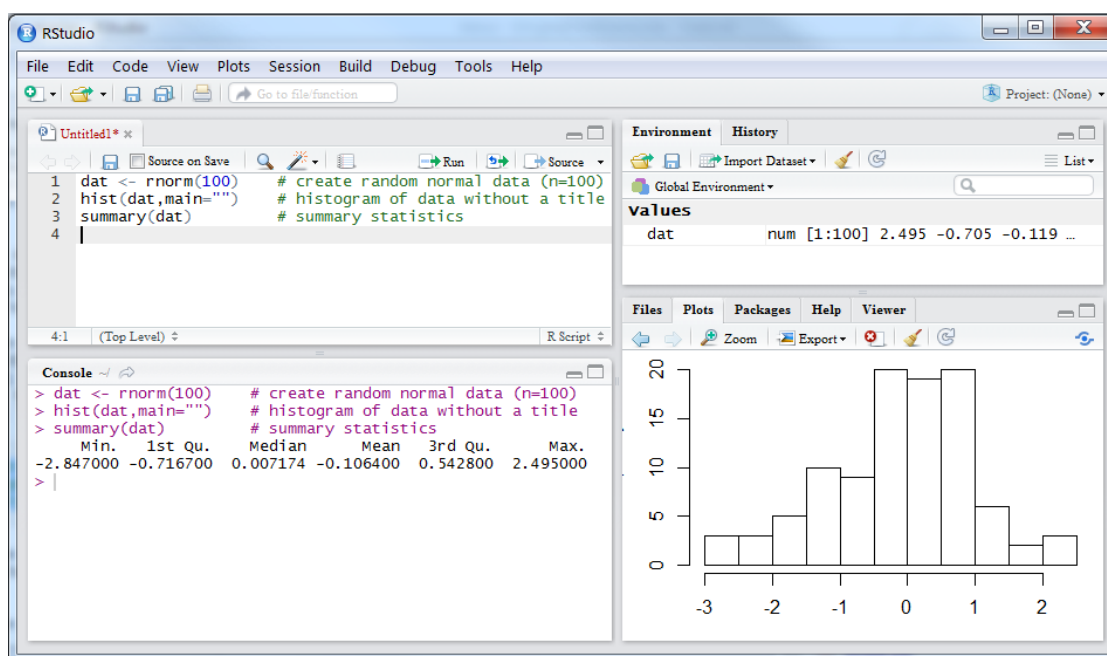 RStudio
File Edit Code View Plots Session Build Debug Tools Help
Go to file/function
Project: (None)
Untitled1*
Source on Save Run Source
1 dat <- rnorm(100) # create random normal data (n=100)
2 hist(dat,main="") # histogram of data without a title
3 summary(dat) # summary statistics
4
4:1 (Top Level) R Script
Console ~/
> dat <- rnorm(100) # create random normal data (n=100)
> hist(dat,main="") # histogram of data without a title
> summary(dat) # summary statistics
Min. 1st Qu. Median Mean 3rd Qu. Max.
-2.847000 -0.716700 0.007174 -0.106400 0.542800 2.495000
>
Environment History
Import Dataset List
Global Environment
Values
dat num [1:100] 2.495 -0.705 -0.119 …
Files Plots Packages Help Viewer
Zoom Export
20
15
10
5
0
-3 -2 -1 0 1 2